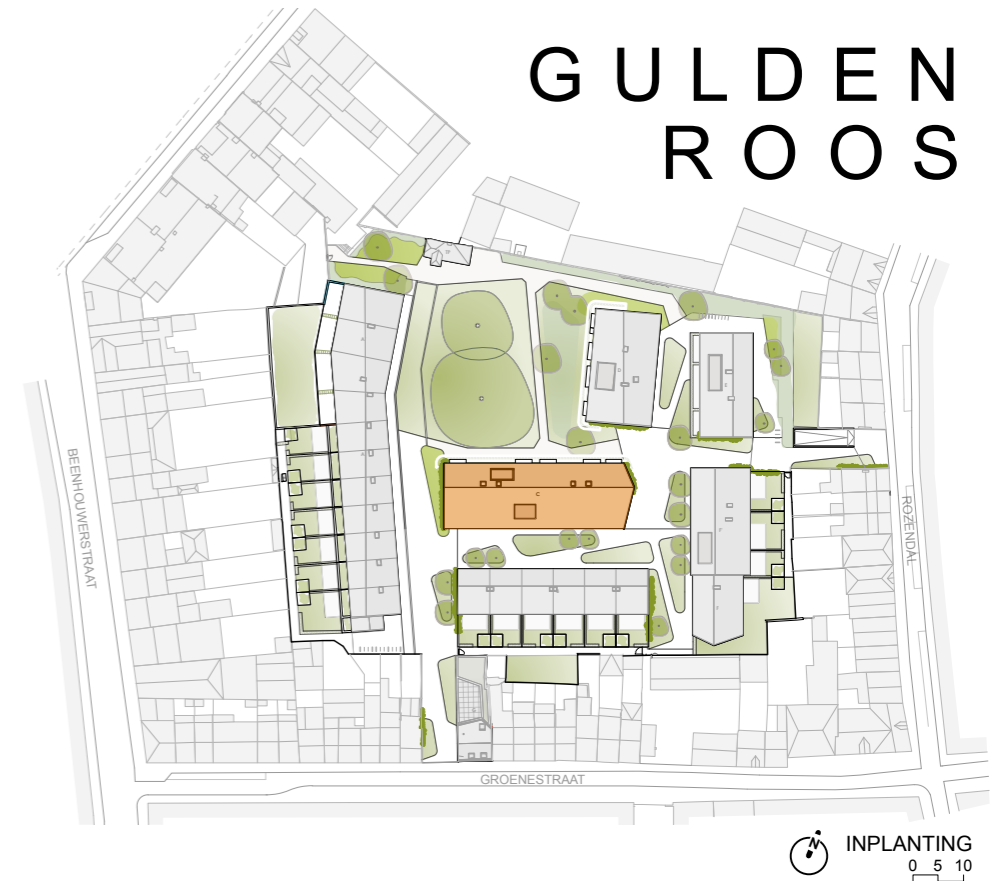 GULDEN
ROOS
BEENHOUWERSTRAAT
ROZENDAL
GROENESTRAAT
N
INPLANTING
0 5 10